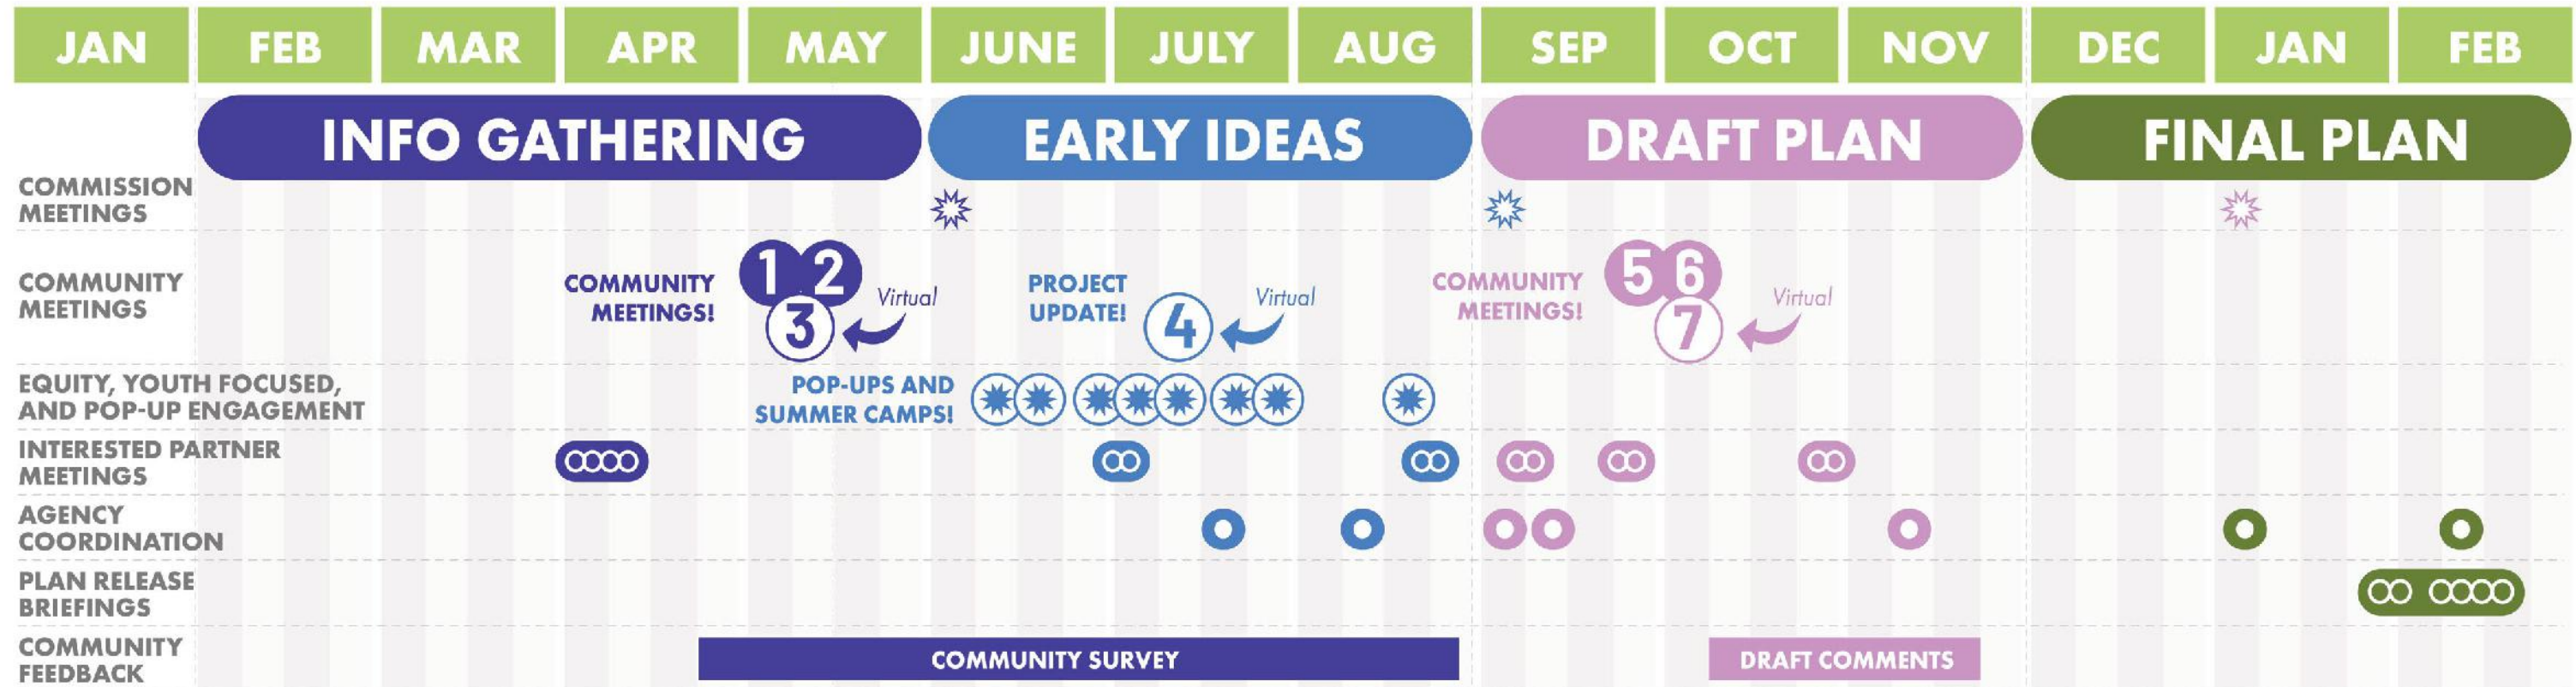 JAN FEB MAR APR MAY JUNE JULY AUG SEP OCT NOV DEC JAN FEB
INFO GATHERING EARLY IDEAS DRAFT PLAN FINAL PLAN
COMMISSION
MEETINGS
COMMUNITY
MEETINGS
COMMUNITY
MEETINGS!
1 2
3
Virtual
PROJECT
UPDATE!
4
Virtual
COMMUNITY
MEETINGS!
5 6
7
Virtual
EQUITY, YOUTH FOCUSED,
AND POP-UP ENGAGEMENT
POP-UPS AND
SUMMER CAMPS!
INTERESTED PARTNER
MEETINGS
AGENCY
COORDINATION
PLAN RELEASE
BRIEFINGS
COMMUNITY
FEEDBACK
COMMUNITY SURVEY
DRAFT COMMENTS